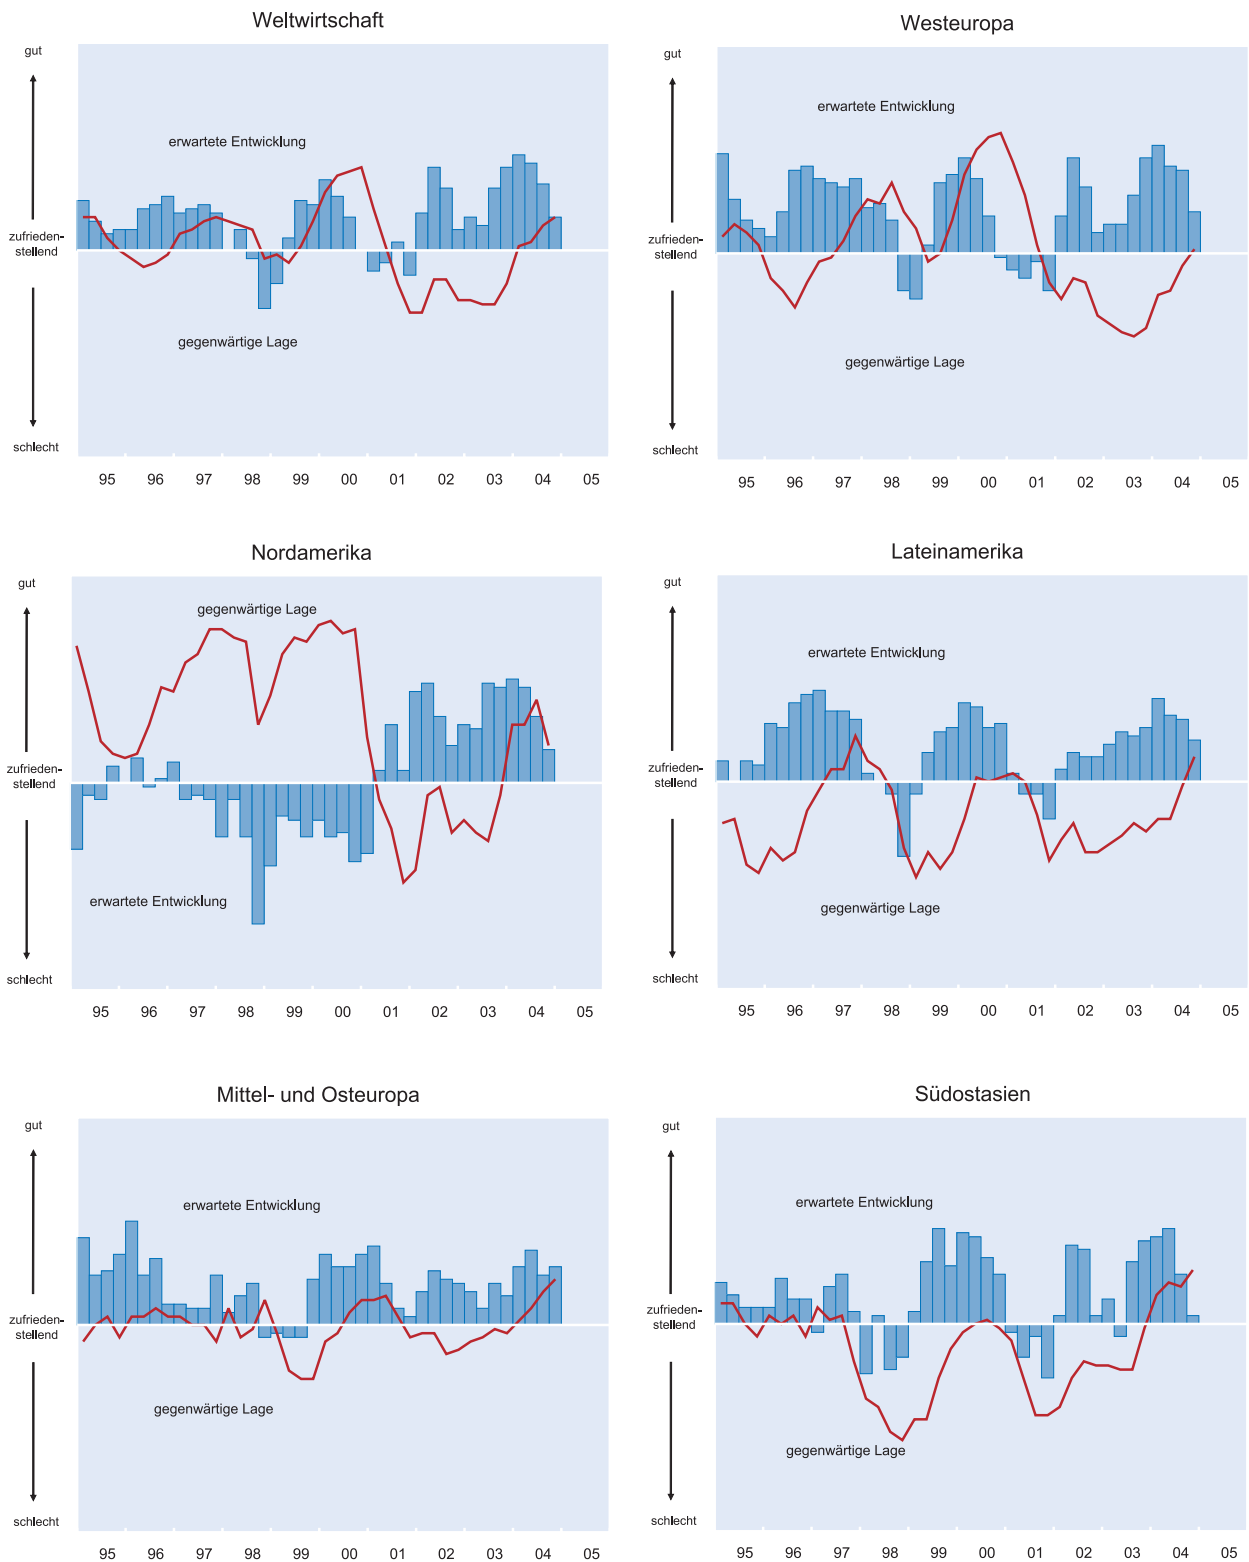 Weltwirtschaft
gut
erwartete Entwicklung
zufrieden-
stellend
gegenwärtige Lage
schlecht
95 96 97 98 99 00 01 02 03 04 05
Westeuropa
gut
erwartete Entwicklung
zufrieden-
stellend
gegenwärtige Lage
schlecht
95 96 97 98 99 00 01 02 03 04 05
Nordamerika
gut
gegenwärtige Lage
zufrieden-
stellend
erwartete Entwicklung
schlecht
95 96 97 98 99 00 01 02 03 04 05
Lateinamerika
gut
erwartete Entwicklung
zufrieden-
stellend
gegenwärtige Lage
schlecht
95 96 97 98 99 00 01 02 03 04 05
Mittel- und Osteuropa
gut
erwartete Entwicklung
zufrieden-
stellend
gegenwärtige Lage
schlecht
95 96 97 98 99 00 01 02 03 04 05
Südostasien
gut
erwartete Entwicklung
zufrieden-
stellend
gegenwärtige Lage
schlecht
95 96 97 98 99 00 01 02 03 04 05